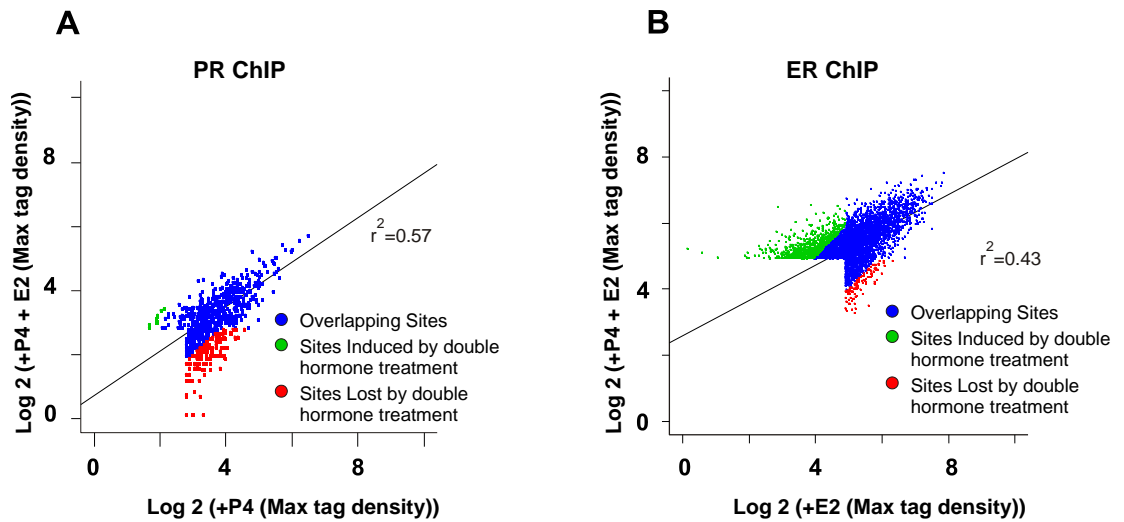 A
PR ChIP
Log 2 (+P4 + E2 (Max tag density))
8
4
0
r2=0.57
Overlapping Sites
Sites Induced by double
hormone treatment
Sites Lost by double
hormone treatment
0 4 8
Log 2 (+P4 (Max tag density))
B
ER ChIP
Log 2 (+P4 + E2 (Max tag density))
8
4
0
r2=0.43
Overlapping Sites
Sites Induced by double
hormone treatment
Sites Lost by double
hormone treatment
0 4 8
Log 2 (+E2 (Max tag density))